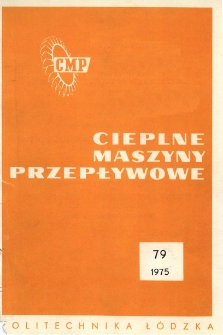 CMP
CIEPLNE
MASZYNY
PRZEPŁYWOWE
79
1975
OLITECHNIKA ŁÓDZKA